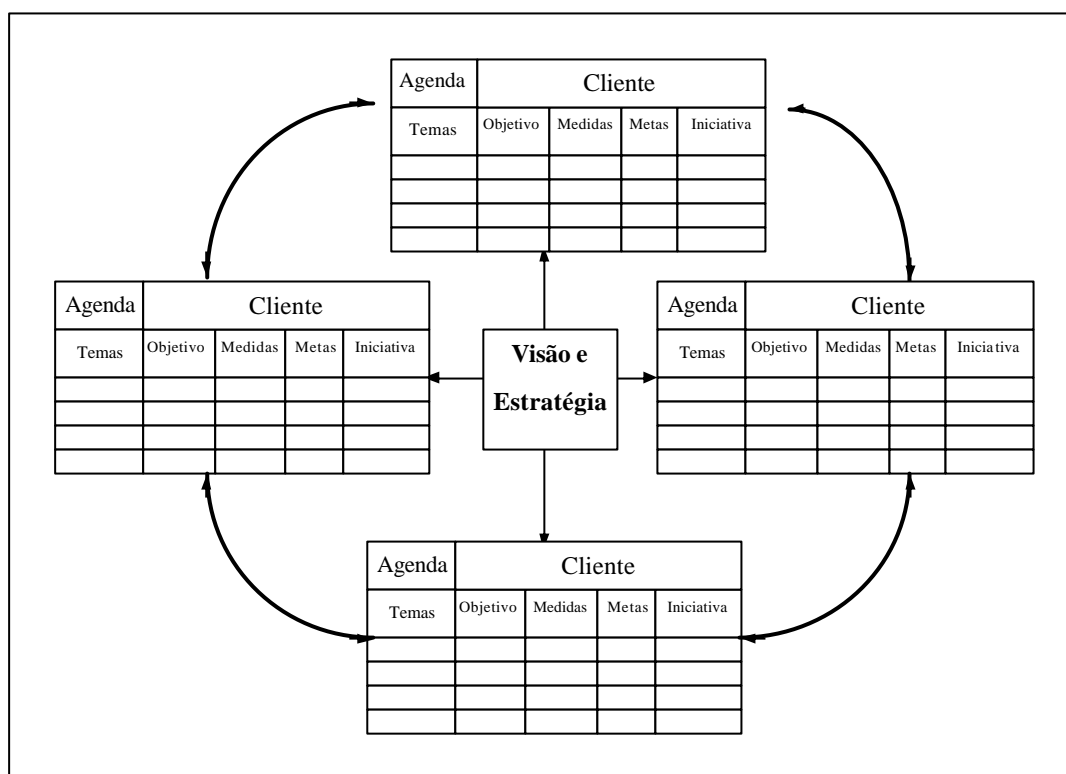 Agenda Cliente
Temas Objetivo Medidas Metas Iniciativa
Agenda Cliente
Temas Objetivo Medidas Metas Iniciativa
Visão e
Estratégia
Agenda Cliente
Temas Objetivo Medidas Metas Iniciativa
Agenda Cliente
Temas Objetivo Medidas Metas Iniciativa